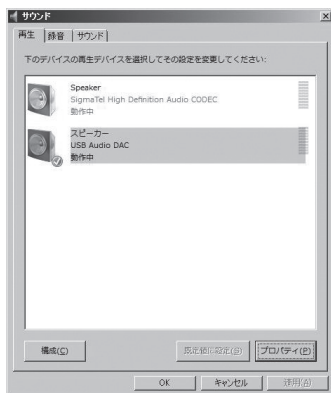 サウンド
再生 録音 サウンド
下のデバイスの再生デバイスを選択してその設定を変更してください:
Speaker
SigmaTel High Definition Audio CODEC
動作中
スピーカー
USB Audio DAC
動作中
構成(C) 既定値に設定(S) プロパティ(P)
OK キャンセル 適用(A)